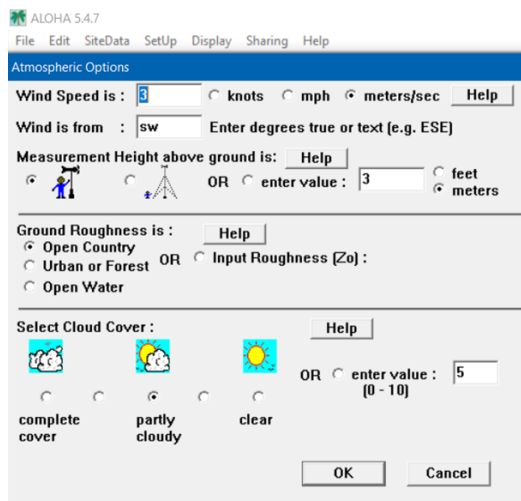 ALOHA 5.4.7
File Edit SiteData SetUp Display Sharing Help
Atmospheric Options
Wind Speed is : 3 knots mph meters/sec Help
Wind is from : sw Enter degrees true or text (e.g. ESE)
Measurement Height above ground is: Help
OR enter value : 3 feet
meters
Ground Roughness is : Help
Open Country
Urban or Forest OR Input Roughness (Zo) :
Open Water
Select Cloud Cover : Help
OR enter value : 5
(0 - 10)
complete cover
partly cloudy
clear
OK Cancel